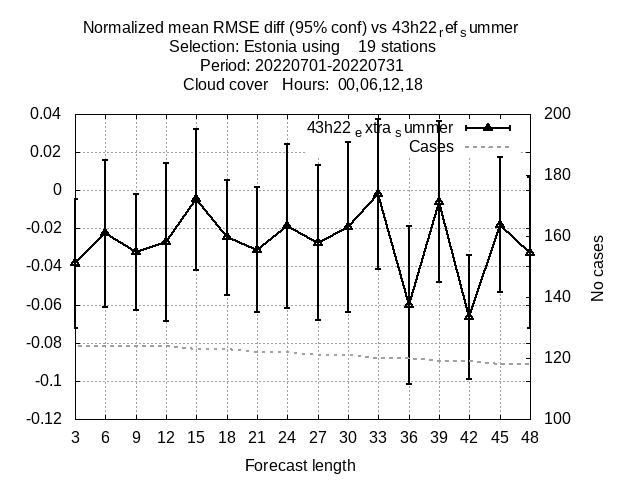 Normalized mean RMSE diff (95% conf) vs 43h22refsummer
Selection: Estonia using 19 stations
Period: 20220701-20220731
Cloud cover Hours: 00,06,12,18
43h22extrasummer
Cases
0.04
0.02
0
-0.02
-0.04
-0.06
-0.08
-0.1
-0.12
200
180
160
140
120
100
No cases
3 6 9 12 15 18 21 24 27 30 33 36 39 42 45 48
Forecast length